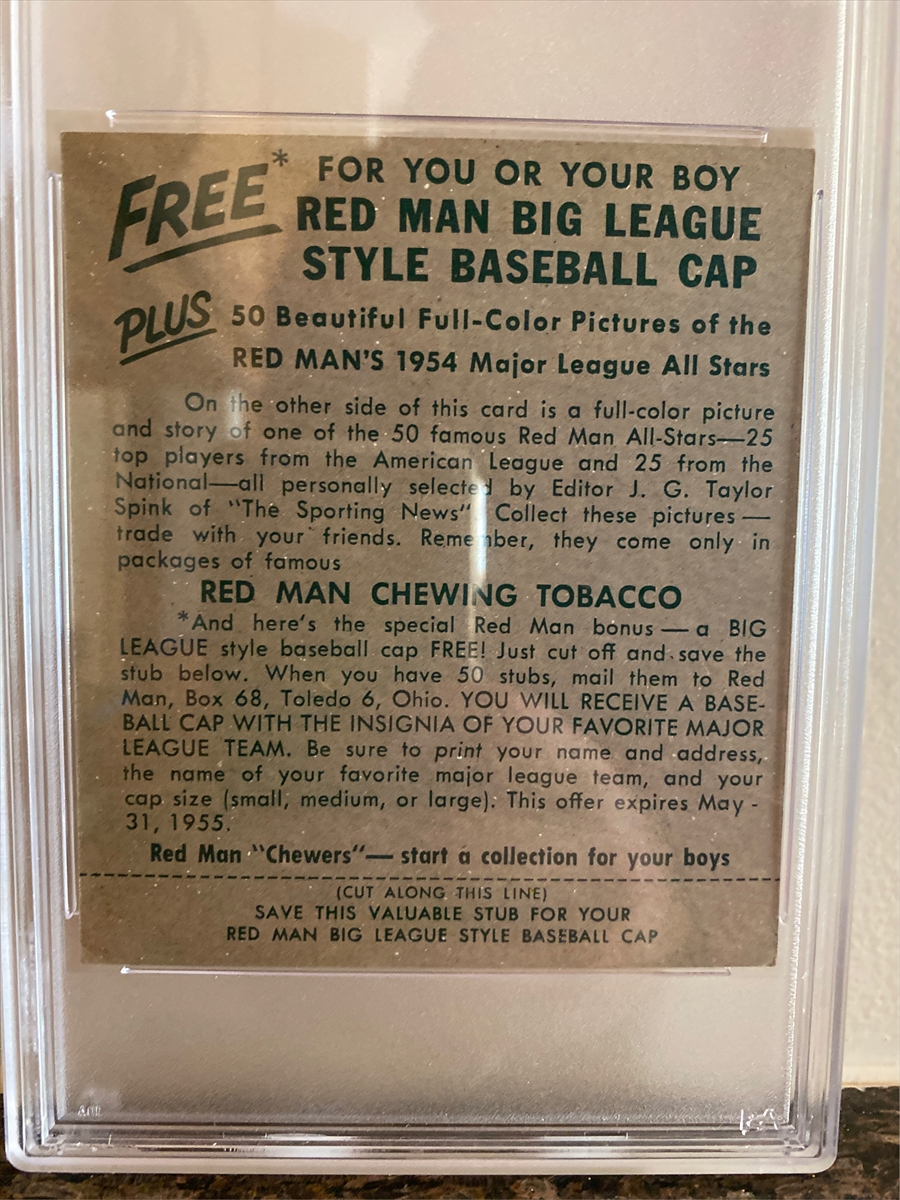 FREE* FOR YOU OR YOUR BOY
RED MAN BIG LEAGUE
STYLE BASEBALL CAP
PLUS 50 Beautiful Full-Color Pictures of the
RED MAN'S 1954 Major League All Stars
On the other side of this card is a full-color picture
and story of one of the 50 famous Red Man All-Stars—25
top players from the American League and 25 from the
National—all personally selected by Editor J. G. Taylor
Spink of "The Sporting News" Collect these pictures —
trade with your friends. Remember, they come only in
packages of famous
RED MAN CHEWING TOBACCO
*And here's the special Red Man bonus — a BIG
LEAGUE style baseball cap FREE! Just cut off and save the
stub below. When you have 50 stubs, mail them to Red
Man, Box 68, Toledo 6, Ohio. YOU WILL RECEIVE A BASE-
BALL CAP WITH THE INSIGNIA OF YOUR FAVORITE MAJOR
LEAGUE TEAM. Be sure to print your name and address,
the name of your favorite major league team, and your
cap size (small, medium, or large). This offer expires May
31, 1955.
Red Man "Chewers"— start a collection for your boys
(CUT ALONG THIS LINE)
SAVE THIS VALUABLE STUB FOR YOUR
RED MAN BIG LEAGUE STYLE BASEBALL CAP